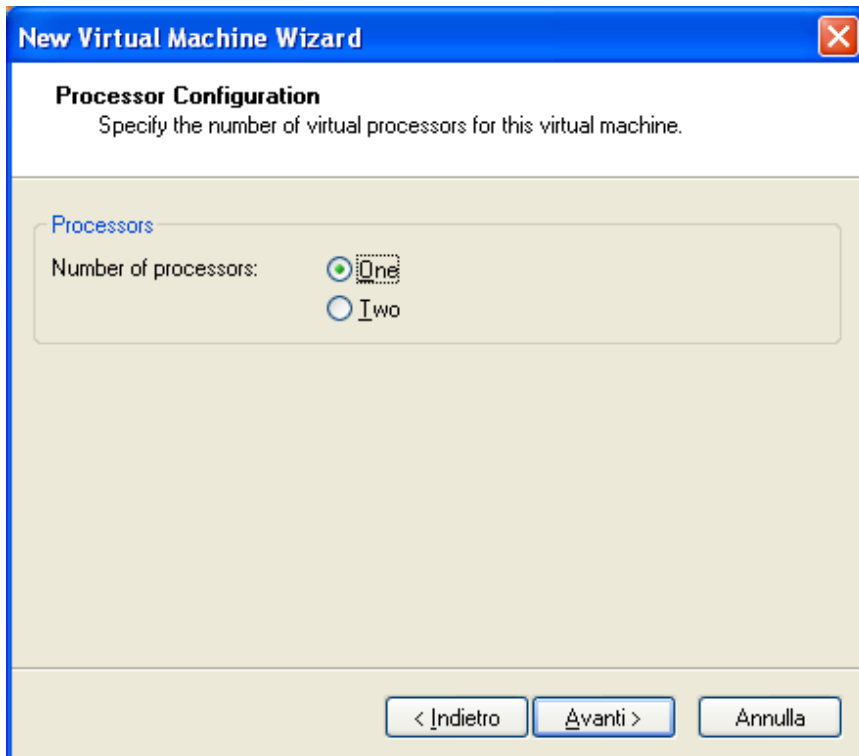 New Virtual Machine Wizard
Processor Configuration
Specify the number of virtual processors for this virtual machine.
Processors
Number of processors: One
Two
< Indietro Avanti > Annulla